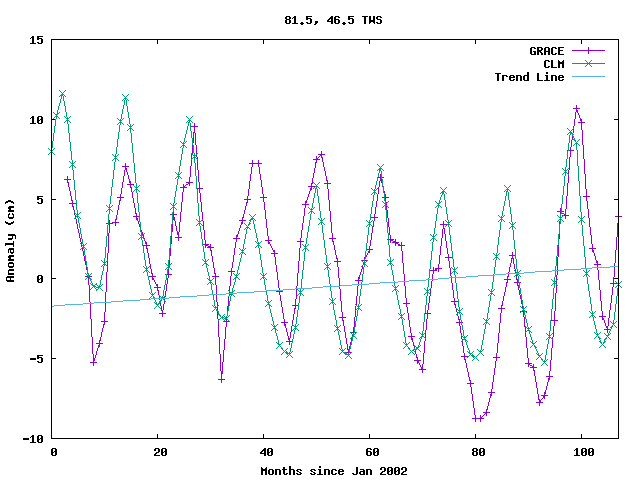 81.5, 46.5 TWS
GRACE
CLM
Trend Line
15
10
5
0
-5
-10
Anomaly (cm)
0 20 40 60 80 100
Months since Jan 2002